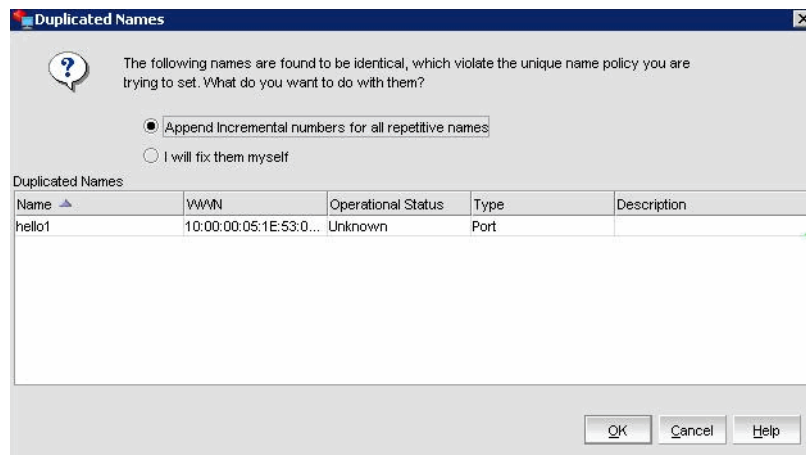 Duplicated Names
The following names are found to be identical, which violate the unique name policy you are
trying to set. What do you want to do with them?
Append Incremental numbers for all repetitive names
I will fix them myself
Duplicated Names
Name WWN Operational Status Type Description
hello1 10:00:00:05:1E:53:0... Unknown Port
OK Cancel Help